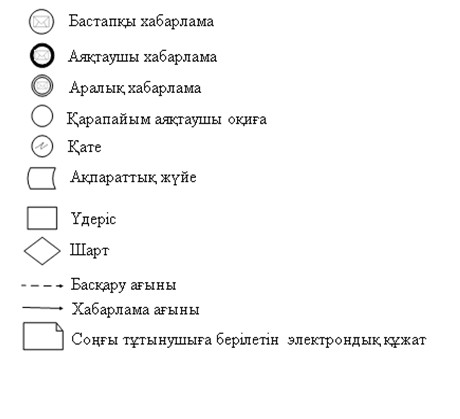 Бастапқы хабарлама
Аяқтаушы хабарлама
Аралық хабарлама
Қарапайым аяқтаушы оқиға
Қате
Ақпараттық жүйе
Үдеріс
Шарт
Басқару ағыны
Хабарлама ағыны
Соңғы тұтынушыға берілетін электрондық құжат